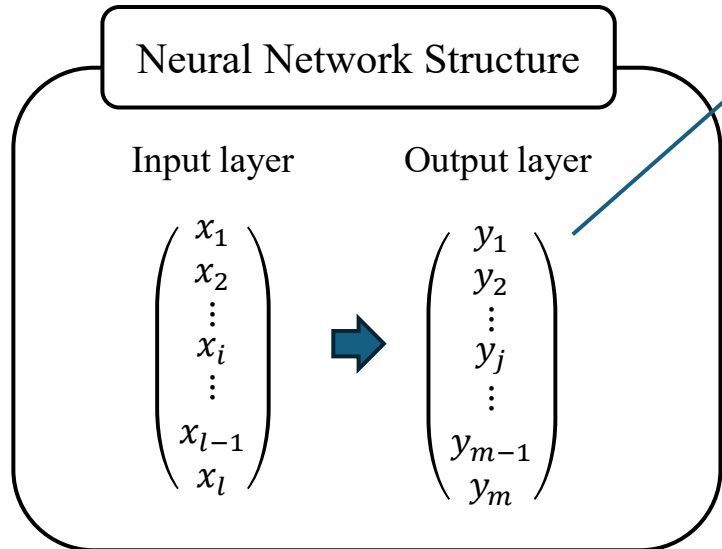 Neural Network Structure
Input layer
Output layer
x₁
x₂
⋮
xᵢ
⋮
xₗ₋₁
xₗ
y₁
y₂
⋮
yⱼ
⋮
yₘ₋₁
yₘ